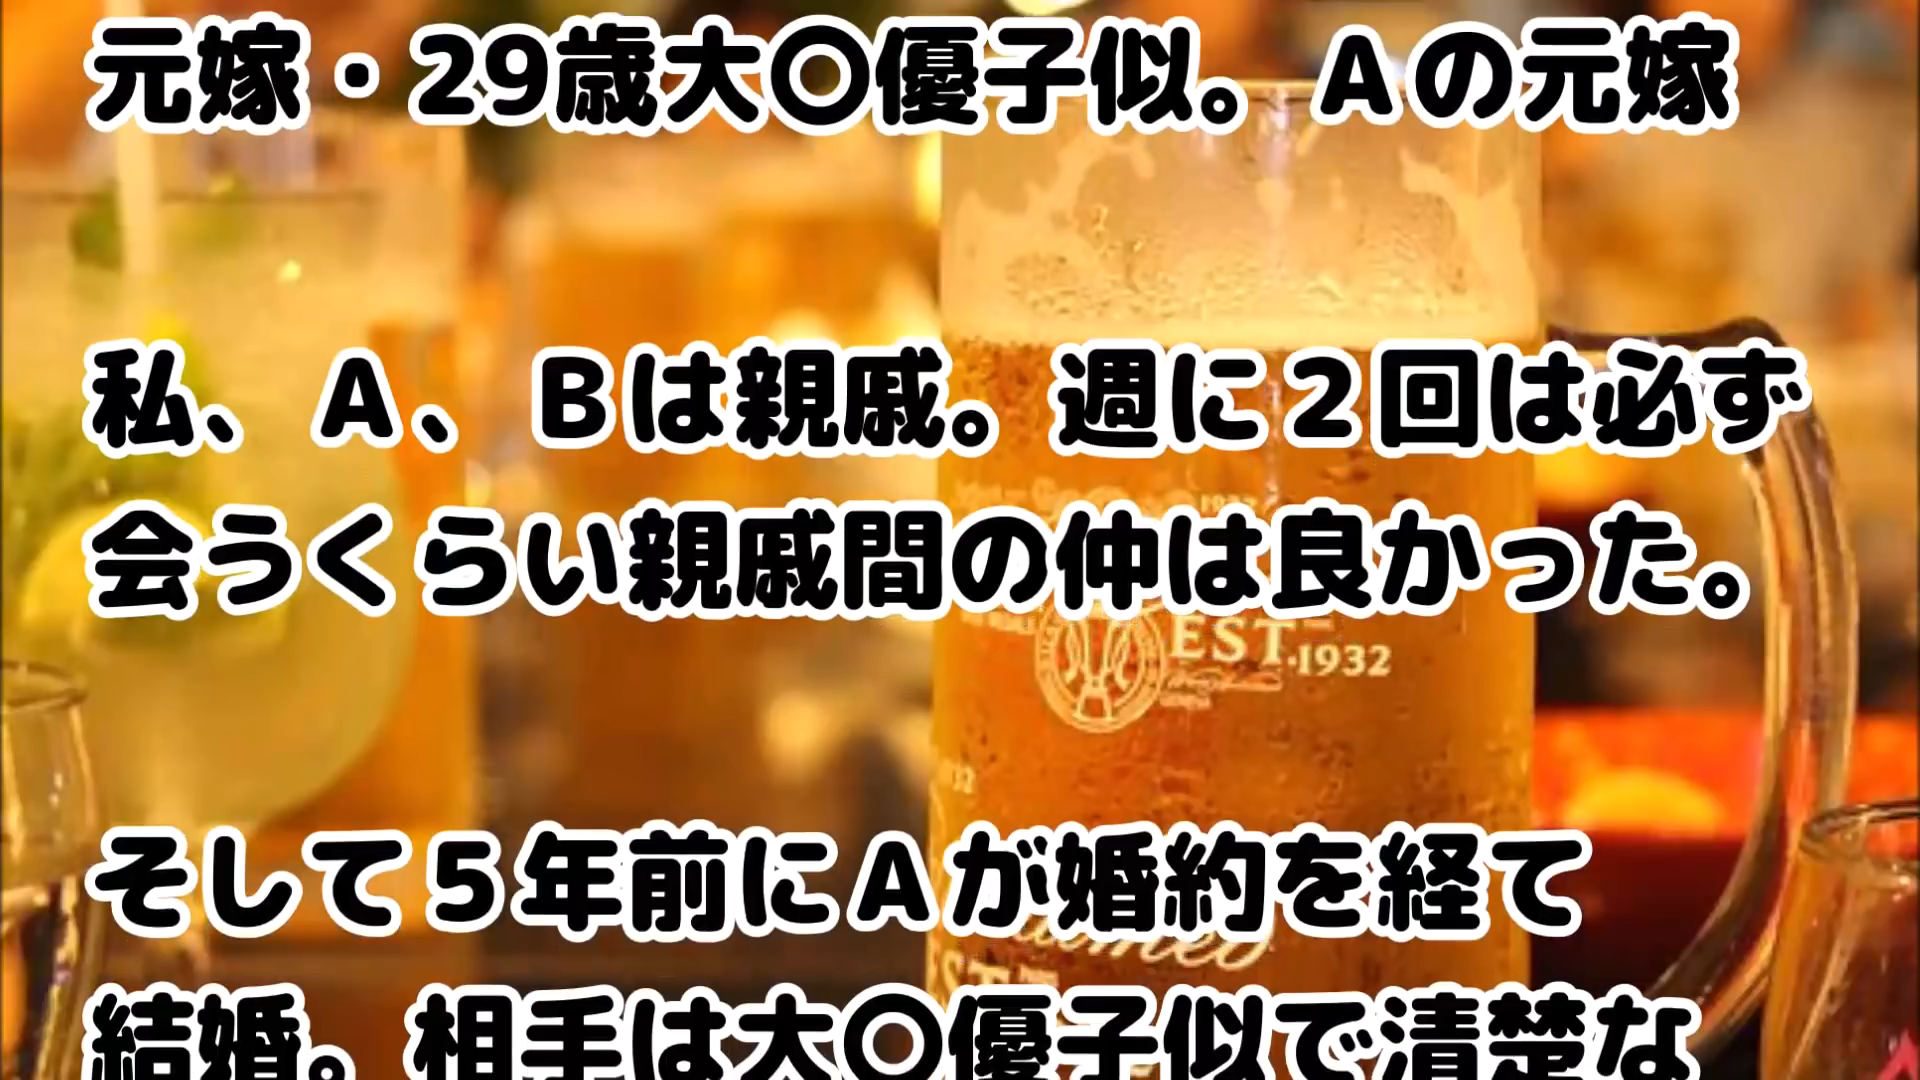 元嫁・29歳大〇優子似。Ａの元嫁
私、Ａ、Ｂは親戚。週に２回は必ず
会うくらい親戚間の仲は良かった。
EST.1932
そして５年前にＡが婚約を経て
結婚。相手は大〇優子似で清楚な